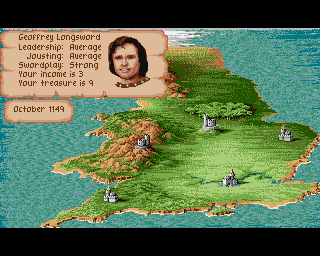 Geoffrey Longsword
Leadership: Average
Jousting: Average
Swordplay: Strong
Your income is 3
Your treasure is 9
October 1149